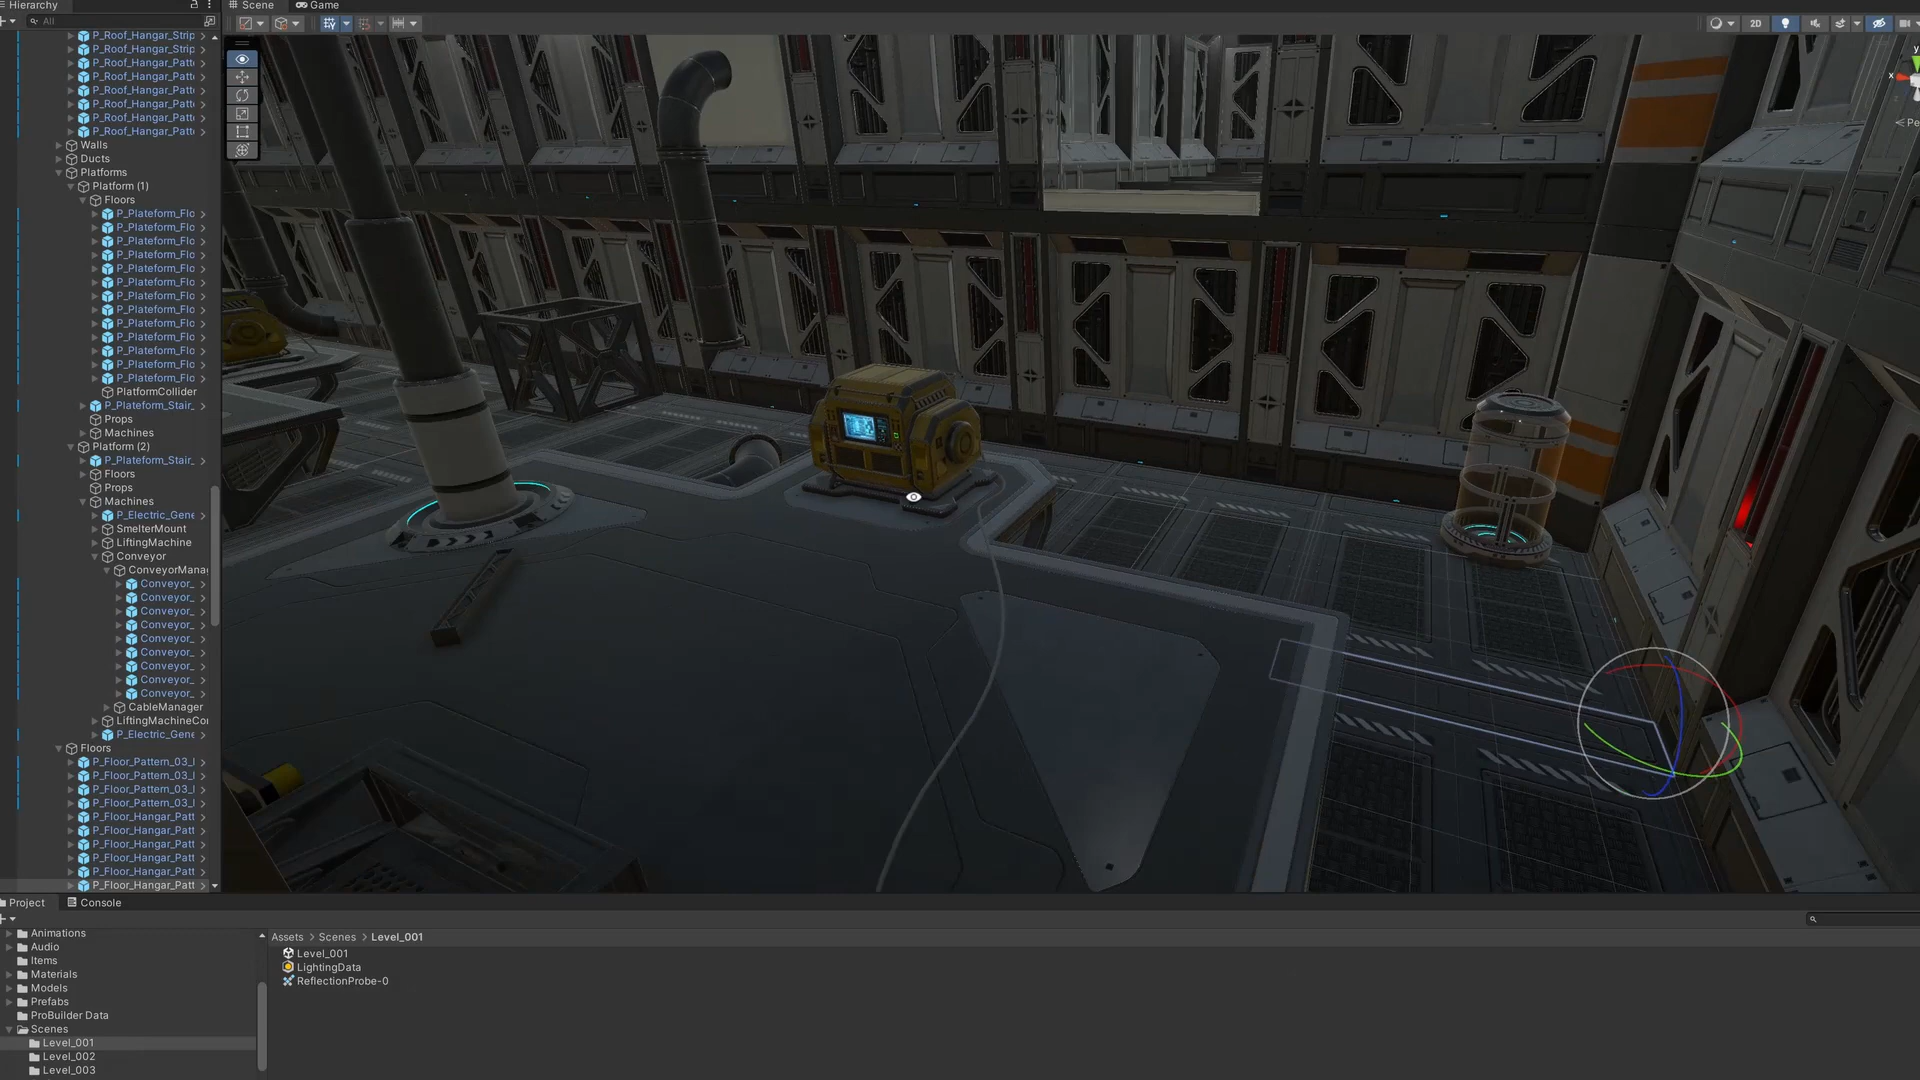 Hierarchy
Scene
Game
All
2D
P_Roof_Hangar_Strip
P_Roof_Hangar_Strip
P_Roof_Hangar_Patt
P_Roof_Hangar_Patt
P_Roof_Hangar_Patt
P_Roof_Hangar_Patt
P_Roof_Hangar_Patt
P_Roof_Hangar_Patt
Walls
Ducts
Platforms
Platform (1)
Floors
P_Plateform_Flo
P_Plateform_Flo
P_Plateform_Flo
P_Plateform_Flo
P_Plateform_Flo
P_Plateform_Flo
P_Plateform_Flo
P_Plateform_Flo
P_Plateform_Flo
P_Plateform_Flo
P_Plateform_Flo
P_Plateform_Flo
P_Plateform_Flo
PlatformCollider
P_Plateform_Stair_
Props
Machines
Platform (2)
P_Plateform_Stair_
Floors
Props
Machines
P_Electric_Gene
SmelterMount
LiftingMachine
Conveyor
ConveyorManag
Conveyor_
Conveyor_
Conveyor_
Conveyor_
Conveyor_
Conveyor_
Conveyor_
Conveyor_
Conveyor_
CableManager
LiftingMachineCo
P_Electric_Gene
Floors
P_Floor_Pattern_03_
P_Floor_Pattern_03_
P_Floor_Pattern_03_
P_Floor_Pattern_03_
P_Floor_Hangar_Patt
P_Floor_Hangar_Patt
P_Floor_Hangar_Patt
P_Floor_Hangar_Patt
P_Floor_Hangar_Patt
P_Floor_Hangar_Patt
y
x
< Pe
Project
Console
Animations
Audio
Items
Materials
Models
Prefabs
ProBuilder Data
Scenes
Level_001
Level_002
Level_003
Assets > Scenes > Level_001
Level_001
LightingData
ReflectionProbe-0